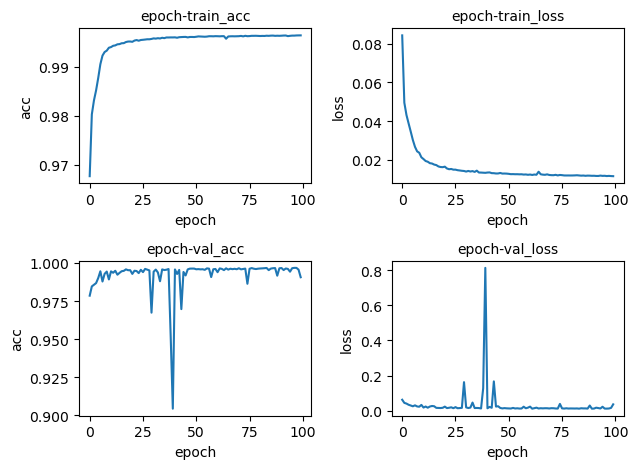 epoch-train_acc
0.99
0.98
0.97
acc
0 25 50 75 100
epoch
epoch-train_loss
0.08
0.06
0.04
0.02
loss
0 25 50 75 100
epoch
epoch-val_acc
1.000
0.975
0.950
0.925
0.900
acc
0 25 50 75 100
epoch
epoch-val_loss
0.8
0.6
0.4
0.2
0.0
loss
0 25 50 75 100
epoch